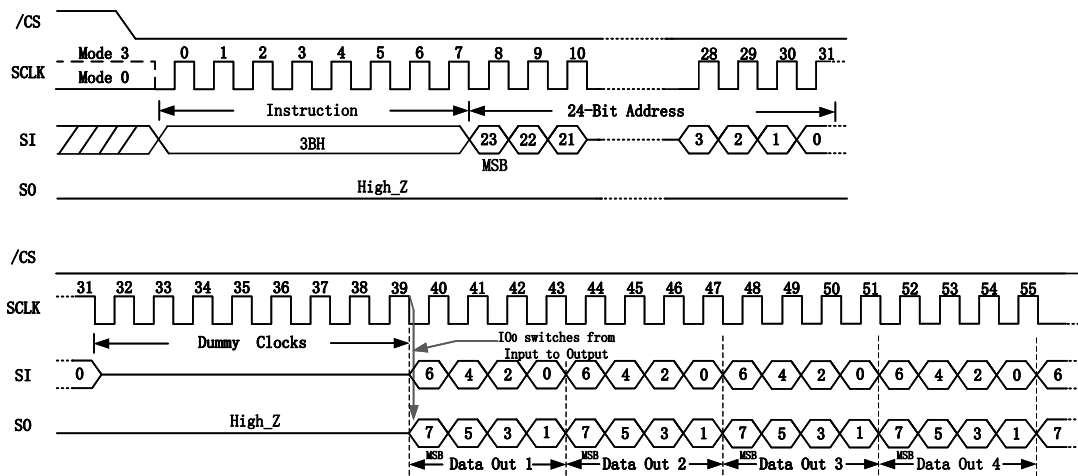 /CS
Mode 3 0 1 2 3 4 5 6 7 8 9 10 28 29 30 31
SCLK
Mode 0
Instruction 24-Bit Address
SI 3BH 23 22 21 3 2 1 0
MSB
SO High_Z
/CS
31 32 33 34 35 36 37 38 39 40 41 42 43 44 45 46 47 48 49 50 51 52 53 54 55
SCLK
Dummy Clocks
IOo switches from
Input to Output
SI 0 6 4 2 0 6 4 2 0 6 4 2 0 6 4 2 0 6
SO High_Z 7 5 3 1 7 5 3 1 7 5 3 1 7 5 3 1 7
MSB Data Out 1 MSB Data Out 2 MSB Data Out 3 MSB Data Out 4